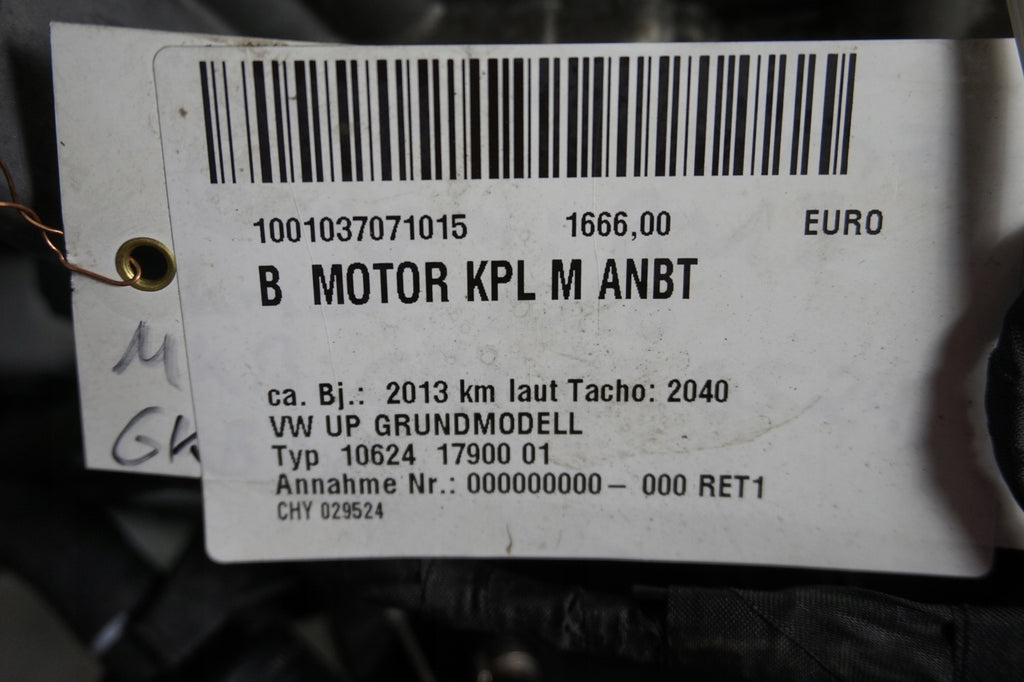 1001037071015 1666,00 EURO
B MOTOR KPL M ANBT
ca. Bj.: 2013 km laut Tacho: 2040
VW UP GRUNDMODELL
Typ 10624 17900 01
Annahme Nr.: 000000000 – 000 RET1
CHY 029524
M
GK